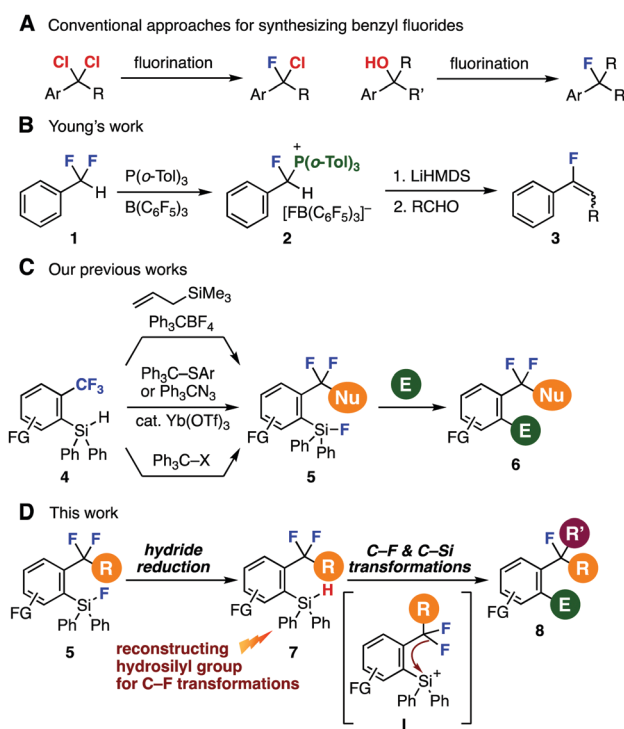 A Conventional approaches for synthesizing benzyl fluorides
Cl Cl
Ar R
fluorination
F Cl
Ar R
HO R
Ar R'
fluorination
F R
Ar R
B Young's work
F F
H
1
P(o-Tol)3
B(C6F5)3
+
F P(o-Tol)3
H
[FB(C6F5)3]–
2
1. LiHMDS
2. RCHO
F
R
3
C Our previous works
SiMe3
Ph3CBF4
CF3
H
Si
FG
Ph Ph
4
Ph3C–SAr
or Ph3CN3
cat. Yb(OTf)3
Ph3C–X
F F
Nu
Si–F
FG
Ph Ph
5
E
F F
Nu
E
FG
6
D This work
F F
R
F
Si
FG
Ph Ph
5
hydride
reduction
F F
R
H
Si
FG
Ph Ph
7
reconstructing
hydrosilyl group
for C–F transformations
C–F & C–Si
transformations
R
F
F
Si+
FG
Ph Ph
I
R'
F
R
E
FG
8